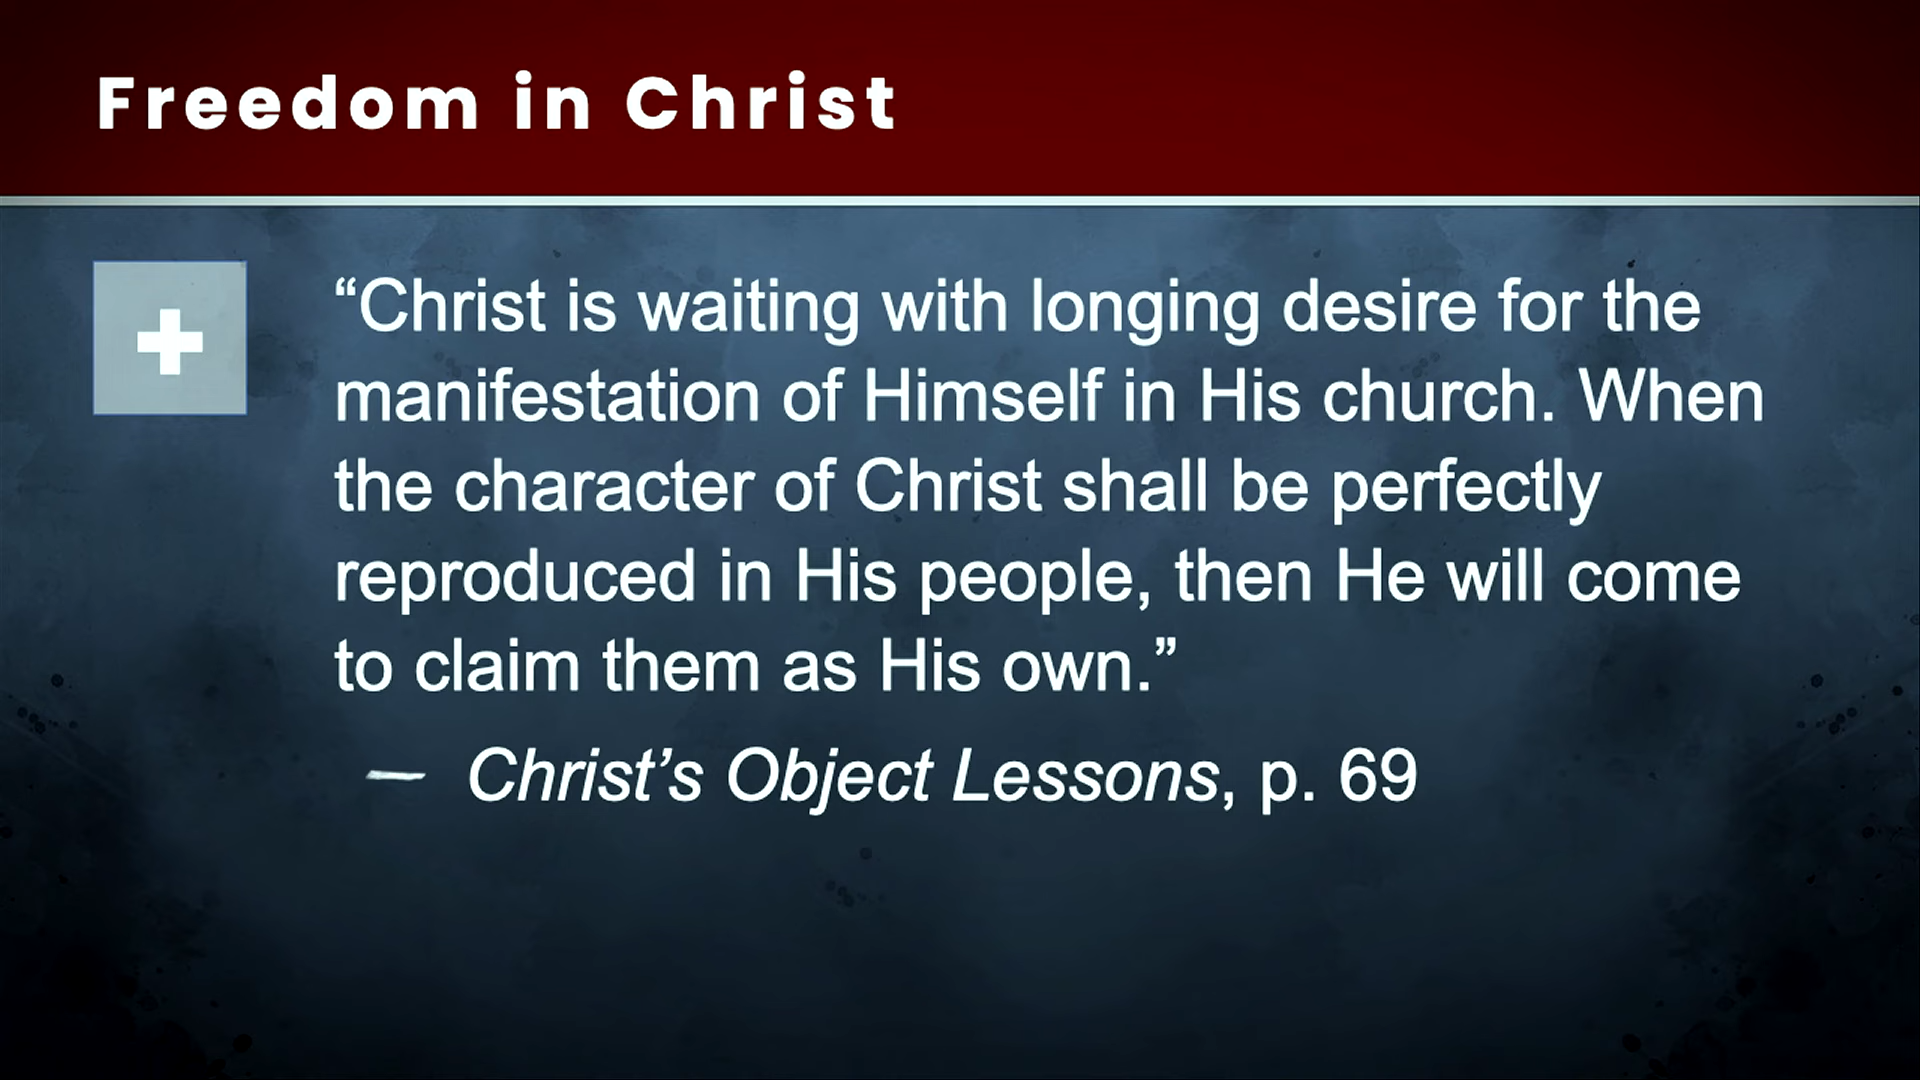 Freedom in Christ
“Christ is waiting with longing desire for the
manifestation of Himself in His church. When
the character of Christ shall be perfectly
reproduced in His people, then He will come
to claim them as His own.”
— Christ’s Object Lessons, p. 69